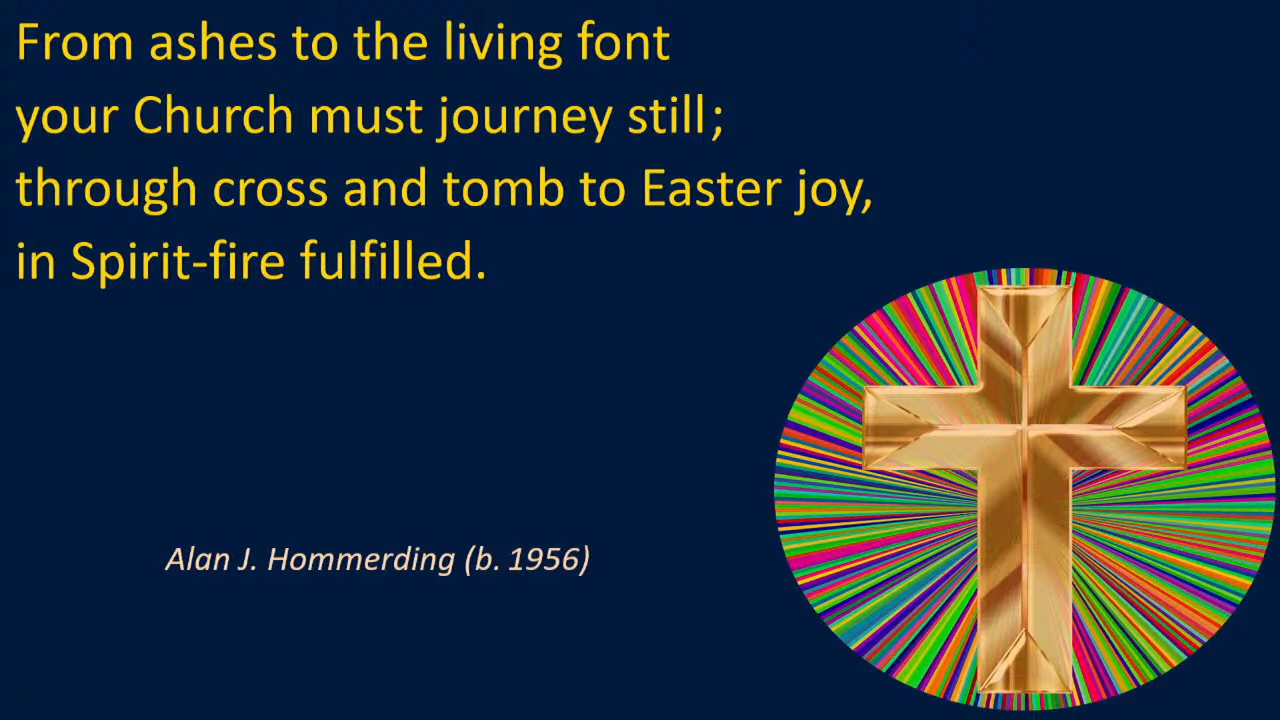 From ashes to the living font
your Church must journey still;
through cross and tomb to Easter joy,
in Spirit-fire fulfilled.
Alan J. Hommerding (b. 1956)